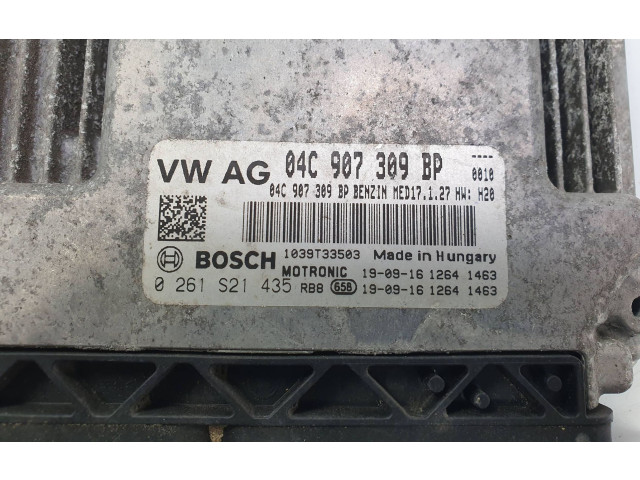 VW AG 04C 907 309 BP ----
0010
04C 907 309 BP BENZIN MED17.1.27 HW: H20
BOSCH 1039T33503 Made in Hungary
MOTRONIC 19-09-16 1264 1463
0 261 S21 435 RB8 658 19-09-16 1264 1463